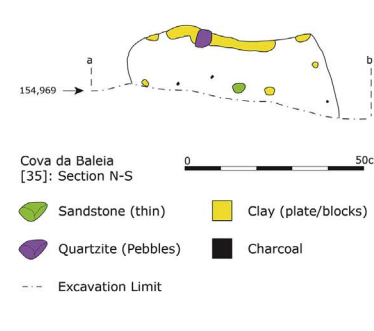 a
b
154,969
Cova da Baleia
[35]: Section N-S
0
50c
Sandstone (thin)
Clay (plate/blocks)
Quartzite (Pebbles)
Charcoal
Excavation Limit